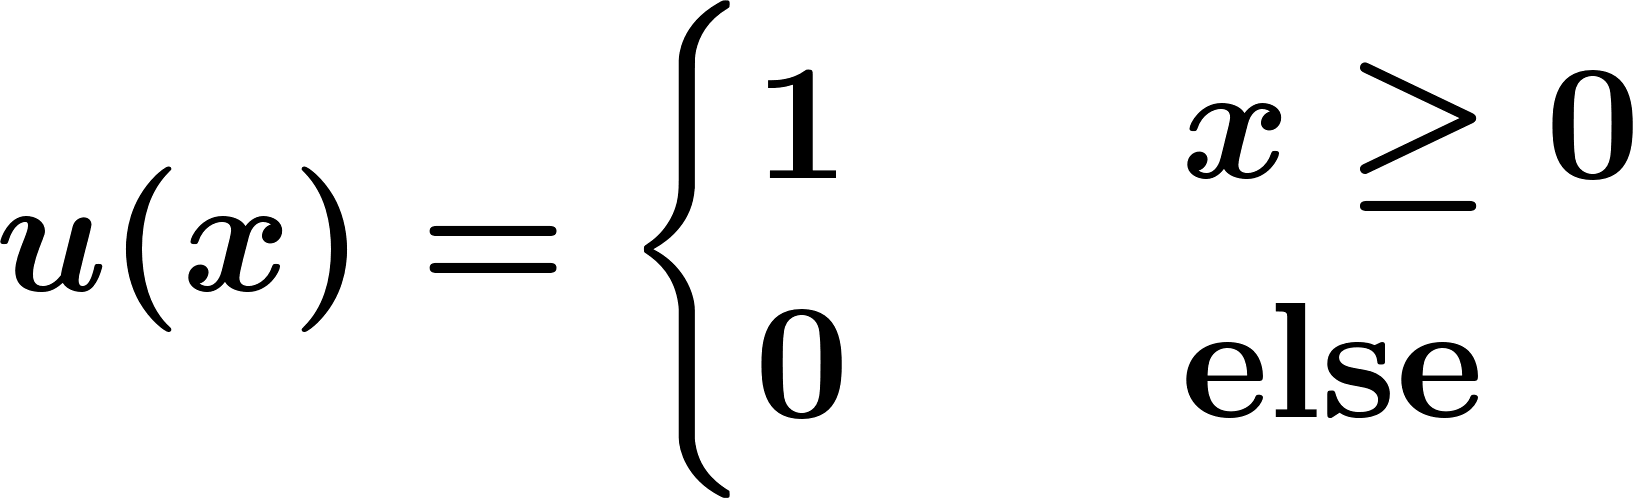 u(x) = { 1 x ≥ 0
0 else